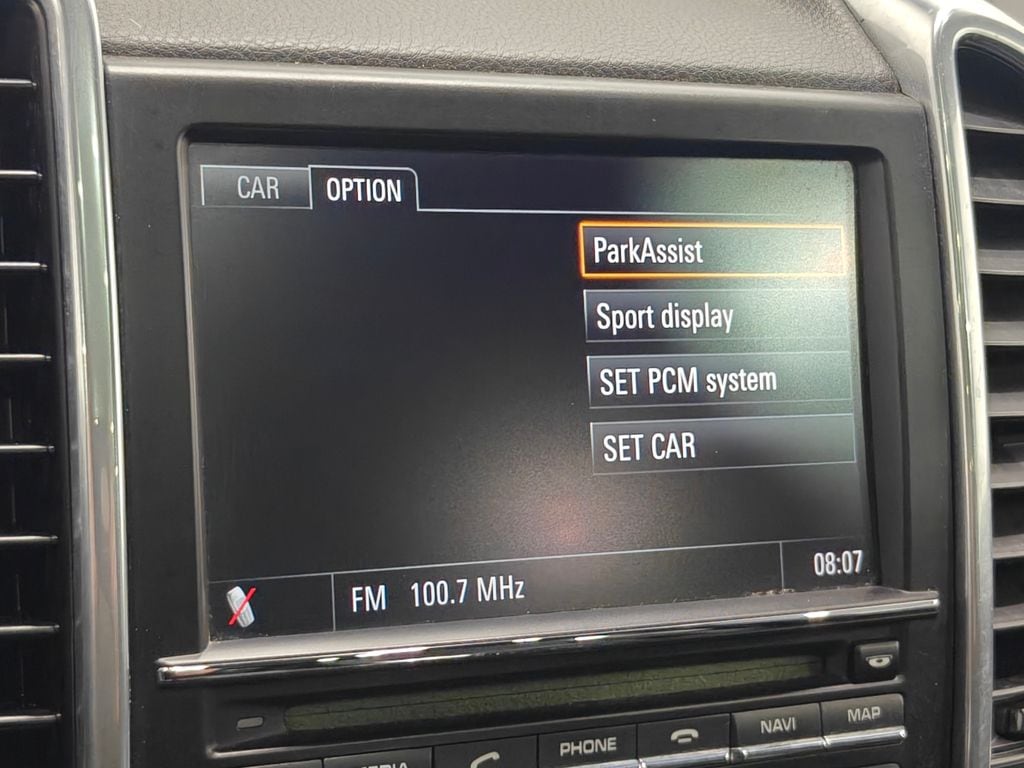 CAR OPTION
ParkAssist
Sport display
SET PCM system
SET CAR
FM 100.7 MHz 08:07
PHONE NAVI MAP